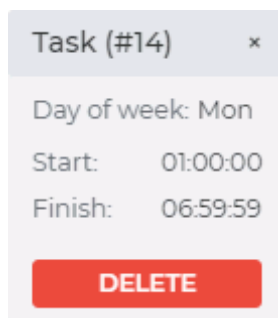 Task (#14) ×
Day of week: Mon
Start: 01:00:00
Finish: 06:59:59
DELETE